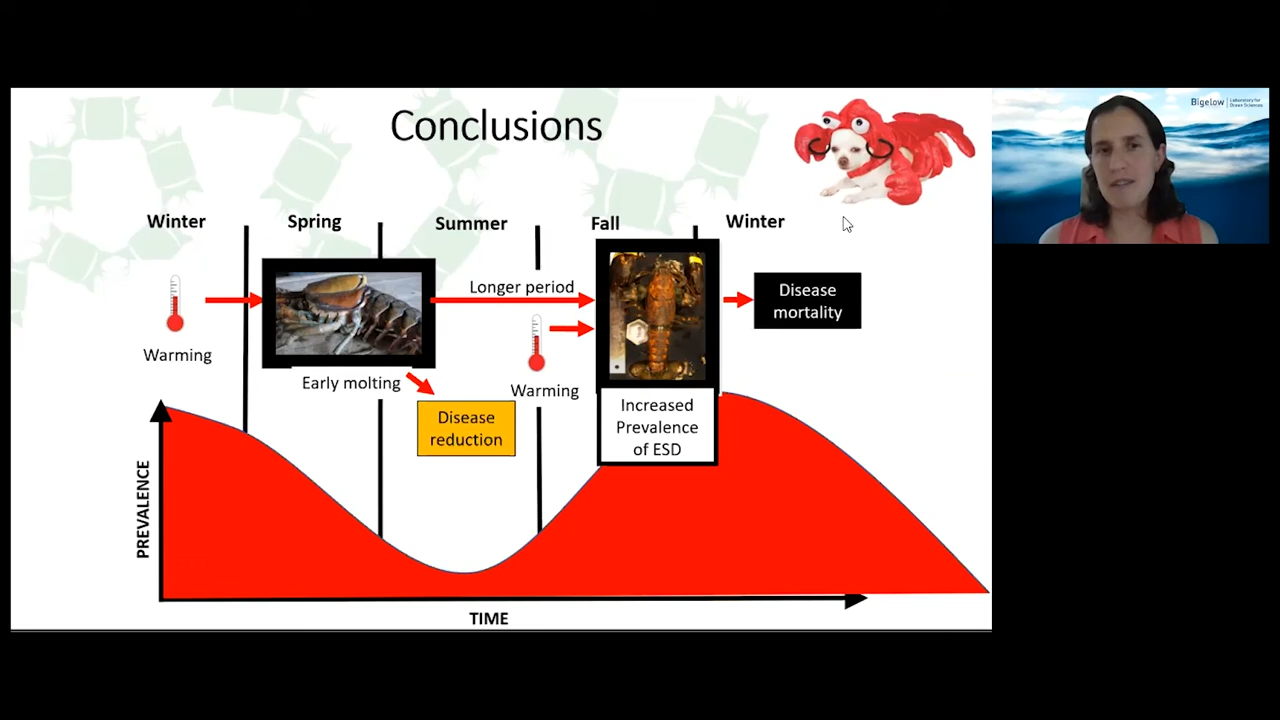 Conclusions
Bigelow | Laboratory for
Ocean Sciences
Winter
Spring
Summer
Fall
Winter
Longer period
Disease
mortality
Warming
Early molting
Warming
Disease
reduction
Increased
Prevalence
of ESD
PREVALENCE
TIME